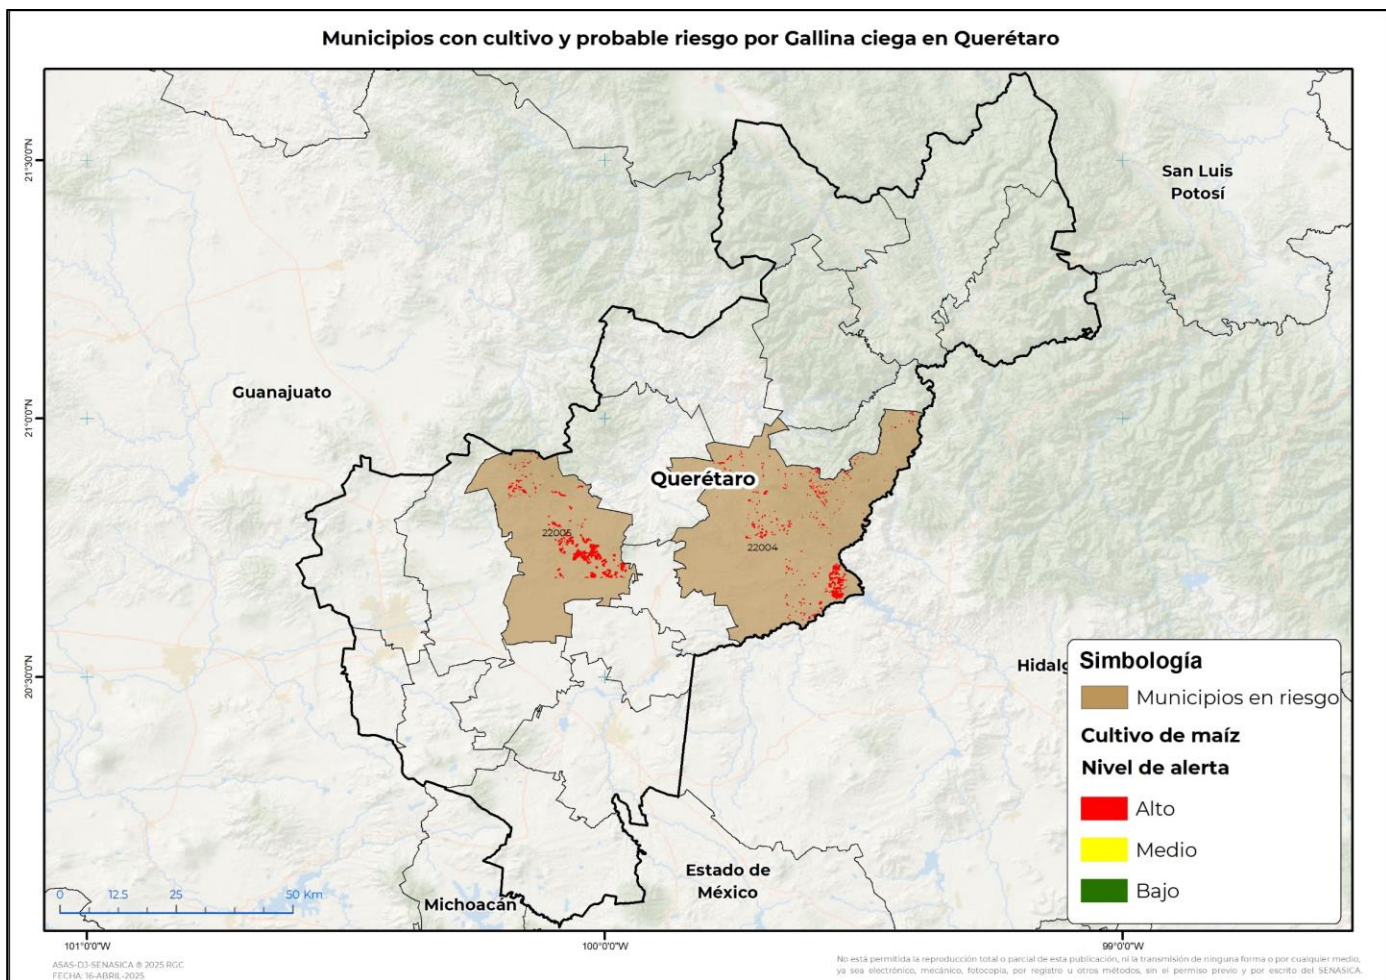 Municipios con cultivo y probable riesgo por Gallina ciega en Querétaro
21°30'0"N
San Luis
Potosí
Guanajuato
21°0'0"N
Querétaro
22005
22004
20°30'0"N
Simbología
Hidalg
Municipios en riesgo
Cultivo de maíz
Nivel de alerta
Alto
Medio
Bajo
Estado de
México
Michoacán
0 12.5 25 50 Km
101°0'0"W 100°0'0"W 99°0'0"W
ASAS-DJ-SENASICA ® 2025 RGC
FECHA: 16-ABRIL-2025
No está permitida la reproducción total o parcial de esta publicación, ni la transmisión de ninguna forma o por cualquier medio,
ya sea electrónico, mecánico, fotocopia, por registro u otros métodos, sin el permiso previo y por escrito del SENASICA.